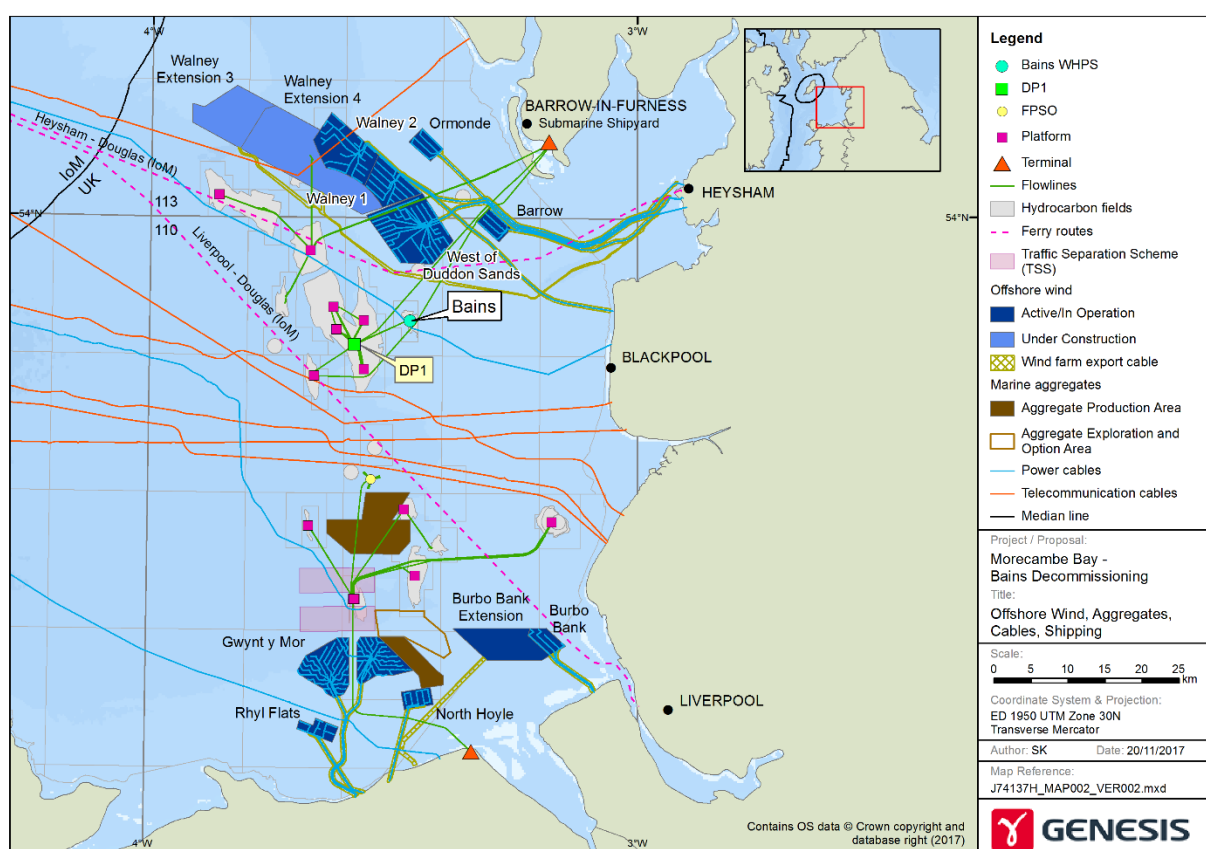 4°W
3°W
Walney
Extension 3
Walney
Extension 4
BARROW-IN-FURNESS
Submarine Shipyard
Walney 2
Ormonde
Heysham - Douglas (IoM)
IoM
UK
HEYSHAM
54°N
54°N
113
110
Walney 1
Barrow
West of
Duddon Sands
Liverpool - Douglas (IoM)
Bains
BLACKPOOL
DP1
Burbo Bank
Extension
Burbo
Bank
Gwynt y Mor
LIVERPOOL
Rhyl Flats
North Hoyle
Contains OS data © Crown copyright and
database right (2017)
4°W
3°W
Legend
Bains WHPS
DP1
FPSO
Platform
Terminal
Flowlines
Hydrocarbon fields
Ferry routes
Traffic Separation Scheme
(TSS)
Offshore wind
Active/In Operation
Under Construction
Wind farm export cable
Marine aggregates
Aggregate Production Area
Aggregate Exploration and
Option Area
Power cables
Telecommunication cables
Median line
Project / Proposal:
Morecambe Bay -
Bains Decommissioning
Title:
Offshore Wind, Aggregates,
Cables, Shipping
Scale:
0 5 10 15 20 25
km
Coordinate System & Projection:
ED 1950 UTM Zone 30N
Transverse Mercator
Author: SK Date: 20/11/2017
Map Reference:
J74137H_MAP002_VER002.mxd
GENESIS